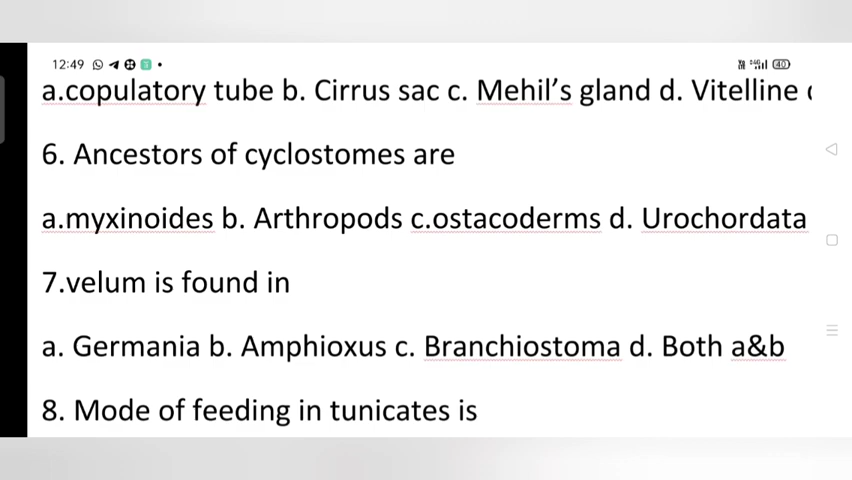 12:49
40
a.copulatory tube b. Cirrus sac c. Mehil's gland d. Vitelline
6. Ancestors of cyclostomes are
a.myxinoides b. Arthropods c.ostacoderms d. Urochordata
7.velum is found in
a. Germania b. Amphioxus c. Branchiostoma d. Both a&b
8. Mode of feeding in tunicates is